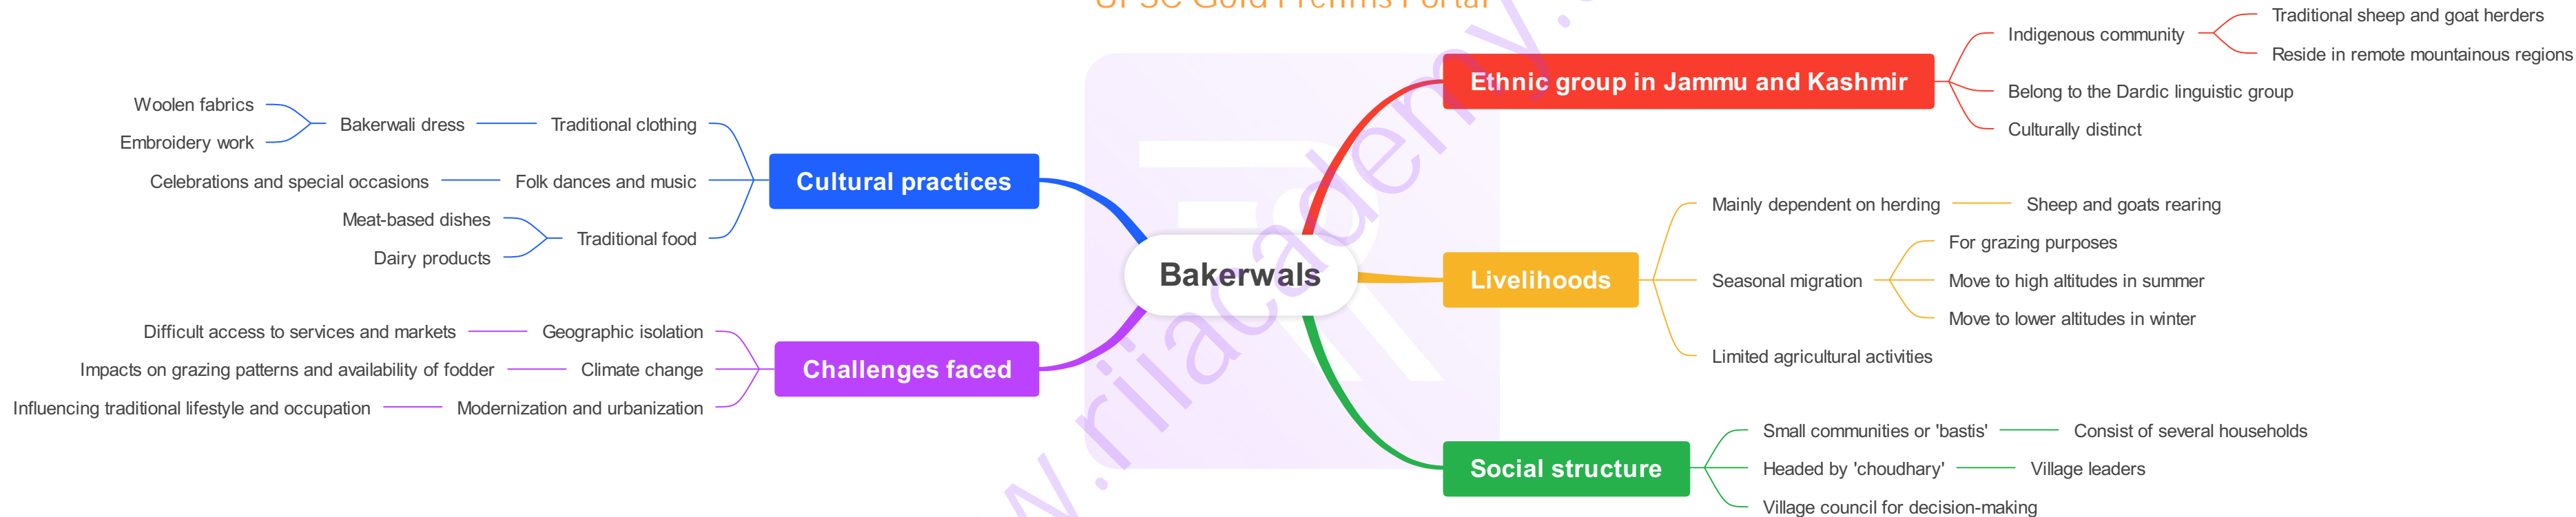 UPSC Gold Prelims Portal
Bakerwals
Ethnic group in Jammu and Kashmir
Indigenous community
Traditional sheep and goat herders
Reside in remote mountainous regions
Belong to the Dardic linguistic group
Culturally distinct
Livelihoods
Mainly dependent on herding
Sheep and goats rearing
Seasonal migration
For grazing purposes
Move to high altitudes in summer
Move to lower altitudes in winter
Limited agricultural activities
Social structure
Small communities or 'bastis'
Consist of several households
Headed by 'choudhary'
Village leaders
Village council for decision-making
Cultural practices
Traditional clothing
Bakerwali dress
Woolen fabrics
Embroidery work
Folk dances and music
Celebrations and special occasions
Traditional food
Meat-based dishes
Dairy products
Challenges faced
Geographic isolation
Difficult access to services and markets
Climate change
Impacts on grazing patterns and availability of fodder
Modernization and urbanization
Influencing traditional lifestyle and occupation